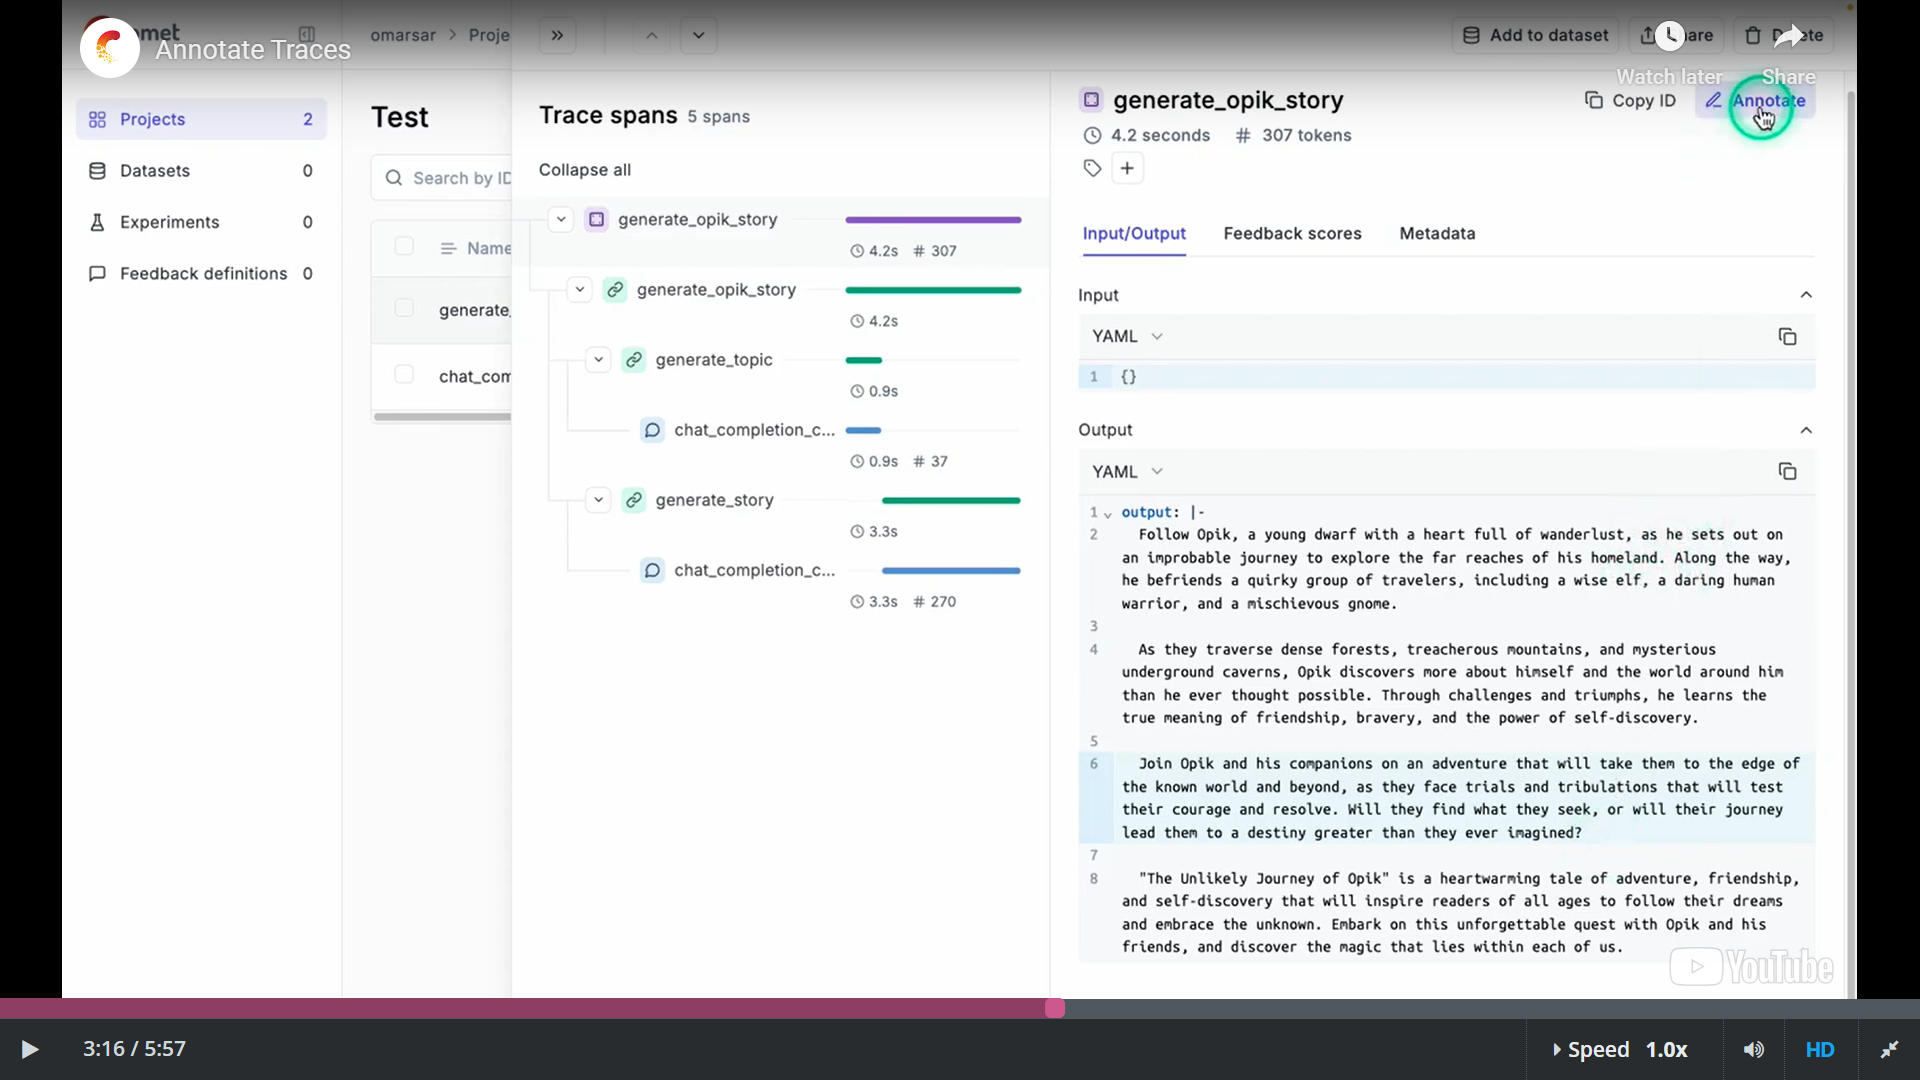 Annotate Traces
omarsar > Proje
Add to dataset
Watch later
Share
Projects 2
Datasets 0
Experiments 0
Feedback definitions 0
Test
Search by ID
Name
generate_
chat_com
Trace spans 5 spans
Collapse all
generate_opik_story
4.2s # 307
generate_opik_story
4.2s
generate_topic
0.9s
chat_completion_c...
0.9s # 37
generate_story
3.3s
chat_completion_c...
3.3s # 270
generate_opik_story
Copy ID
Annotate
4.2 seconds # 307 tokens
Input/Output Feedback scores Metadata
Input
YAML
1 {}
Output
YAML
1 output: |-
2 Follow Opik, a young dwarf with a heart full of wanderlust, as he sets out on
an improbable journey to explore the far reaches of his homeland. Along the way,
he befriends a quirky group of travelers, including a wise elf, a daring human
warrior, and a mischievous gnome.
3
4 As they traverse dense forests, treacherous mountains, and mysterious
underground caverns, Opik discovers more about himself and the world around him
than he ever thought possible. Through challenges and triumphs, he learns the
true meaning of friendship, bravery, and the power of self-discovery.
5
6 Join Opik and his companions on an adventure that will take them to the edge of
the known world and beyond, as they face trials and tribulations that will test
their courage and resolve. Will they find what they seek, or will their journey
lead them to a destiny greater than they ever imagined?
7
8 "The Unlikely Journey of Opik" is a heartwarming tale of adventure, friendship,
and self-discovery that will inspire readers of all ages to follow their dreams
and embrace the unknown. Embark on this unforgettable quest with Opik and his
friends, and discover the magic that lies within each of us.
YouTube
3:16 / 5:57
Speed 1.0x
HD